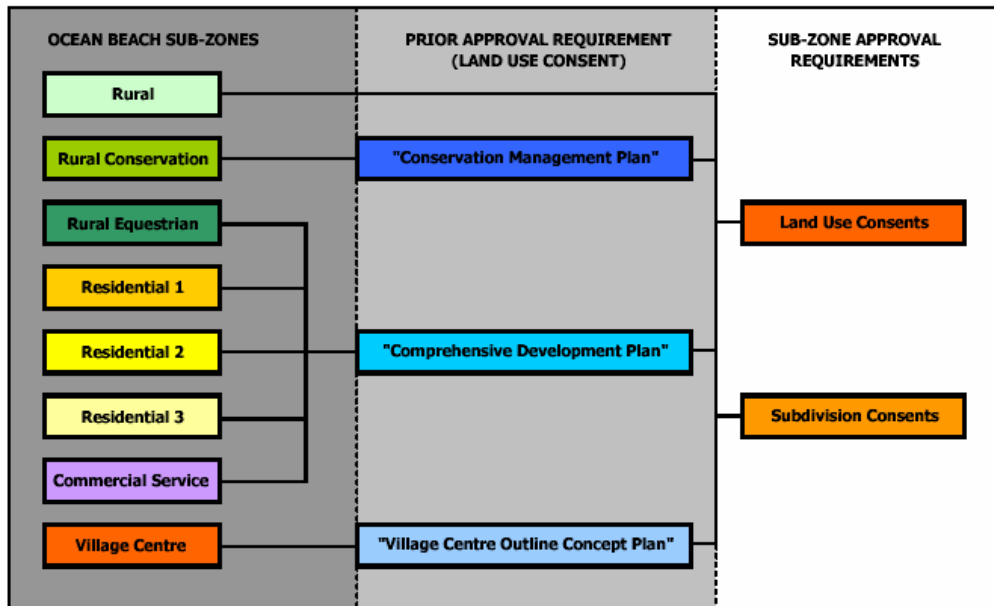 OCEAN BEACH SUB-ZONES
PRIOR APPROVAL REQUIREMENT
(LAND USE CONSENT)
SUB-ZONE APPROVAL
REQUIREMENTS
Rural
Rural Conservation
"Conservation Management Plan"
Rural Equestrian
Land Use Consents
Residential 1
Residential 2
"Comprehensive Development Plan"
Residential 3
Subdivision Consents
Commercial Service
Village Centre
"Village Centre Outline Concept Plan"